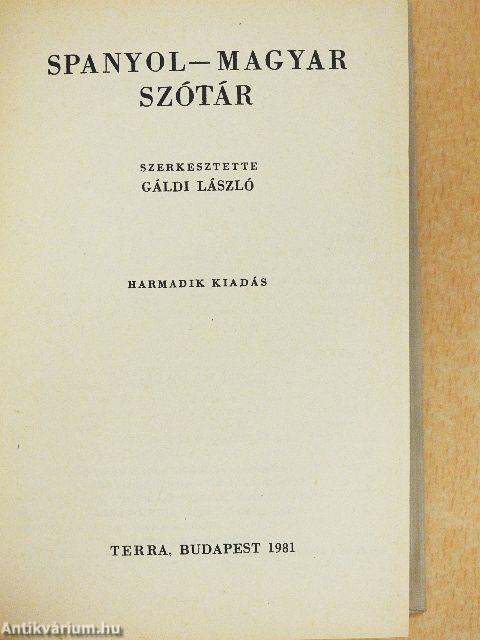 SPANYOL—MAGYAR
SZÓTÁR
SZERKESZTETTE
GÁLDI LÁSZLÓ
HARMADIK KIADÁS
TERRA, BUDAPEST 1981
Antikvárium.hu